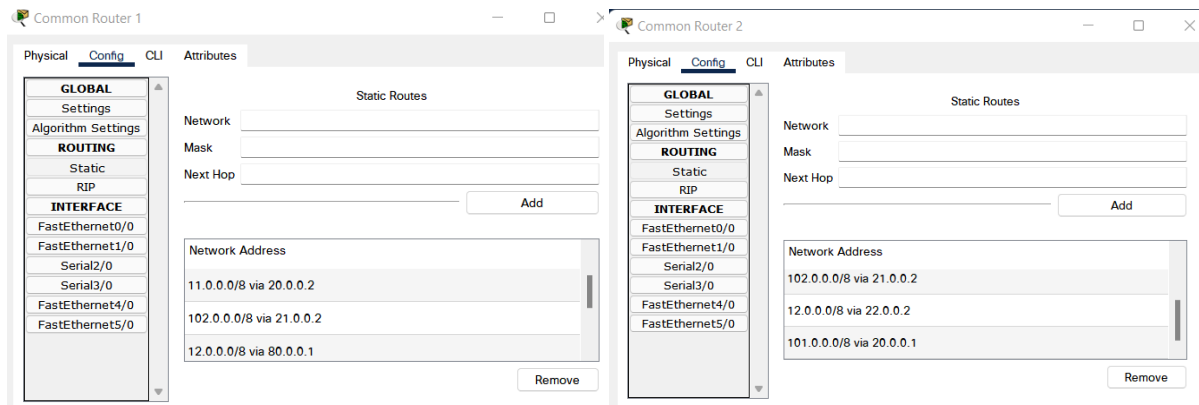 Common Router 1
Physical Config CLI Attributes
GLOBAL
Settings
Algorithm Settings
ROUTING
Static
RIP
INTERFACE
FastEthernet0/0
FastEthernet1/0
Serial2/0
Serial3/0
FastEthernet4/0
FastEthernet5/0
Static Routes
Network
Mask
Next Hop
Add
Network Address
11.0.0.0/8 via 20.0.0.2
102.0.0.0/8 via 21.0.0.2
12.0.0.0/8 via 80.0.0.1
Remove
Common Router 2
Physical Config CLI Attributes
GLOBAL
Settings
Algorithm Settings
ROUTING
Static
RIP
INTERFACE
FastEthernet0/0
FastEthernet1/0
Serial2/0
Serial3/0
FastEthernet4/0
FastEthernet5/0
Static Routes
Network
Mask
Next Hop
Add
Network Address
102.0.0.0/8 via 21.0.0.2
12.0.0.0/8 via 22.0.0.2
101.0.0.0/8 via 20.0.0.1
Remove